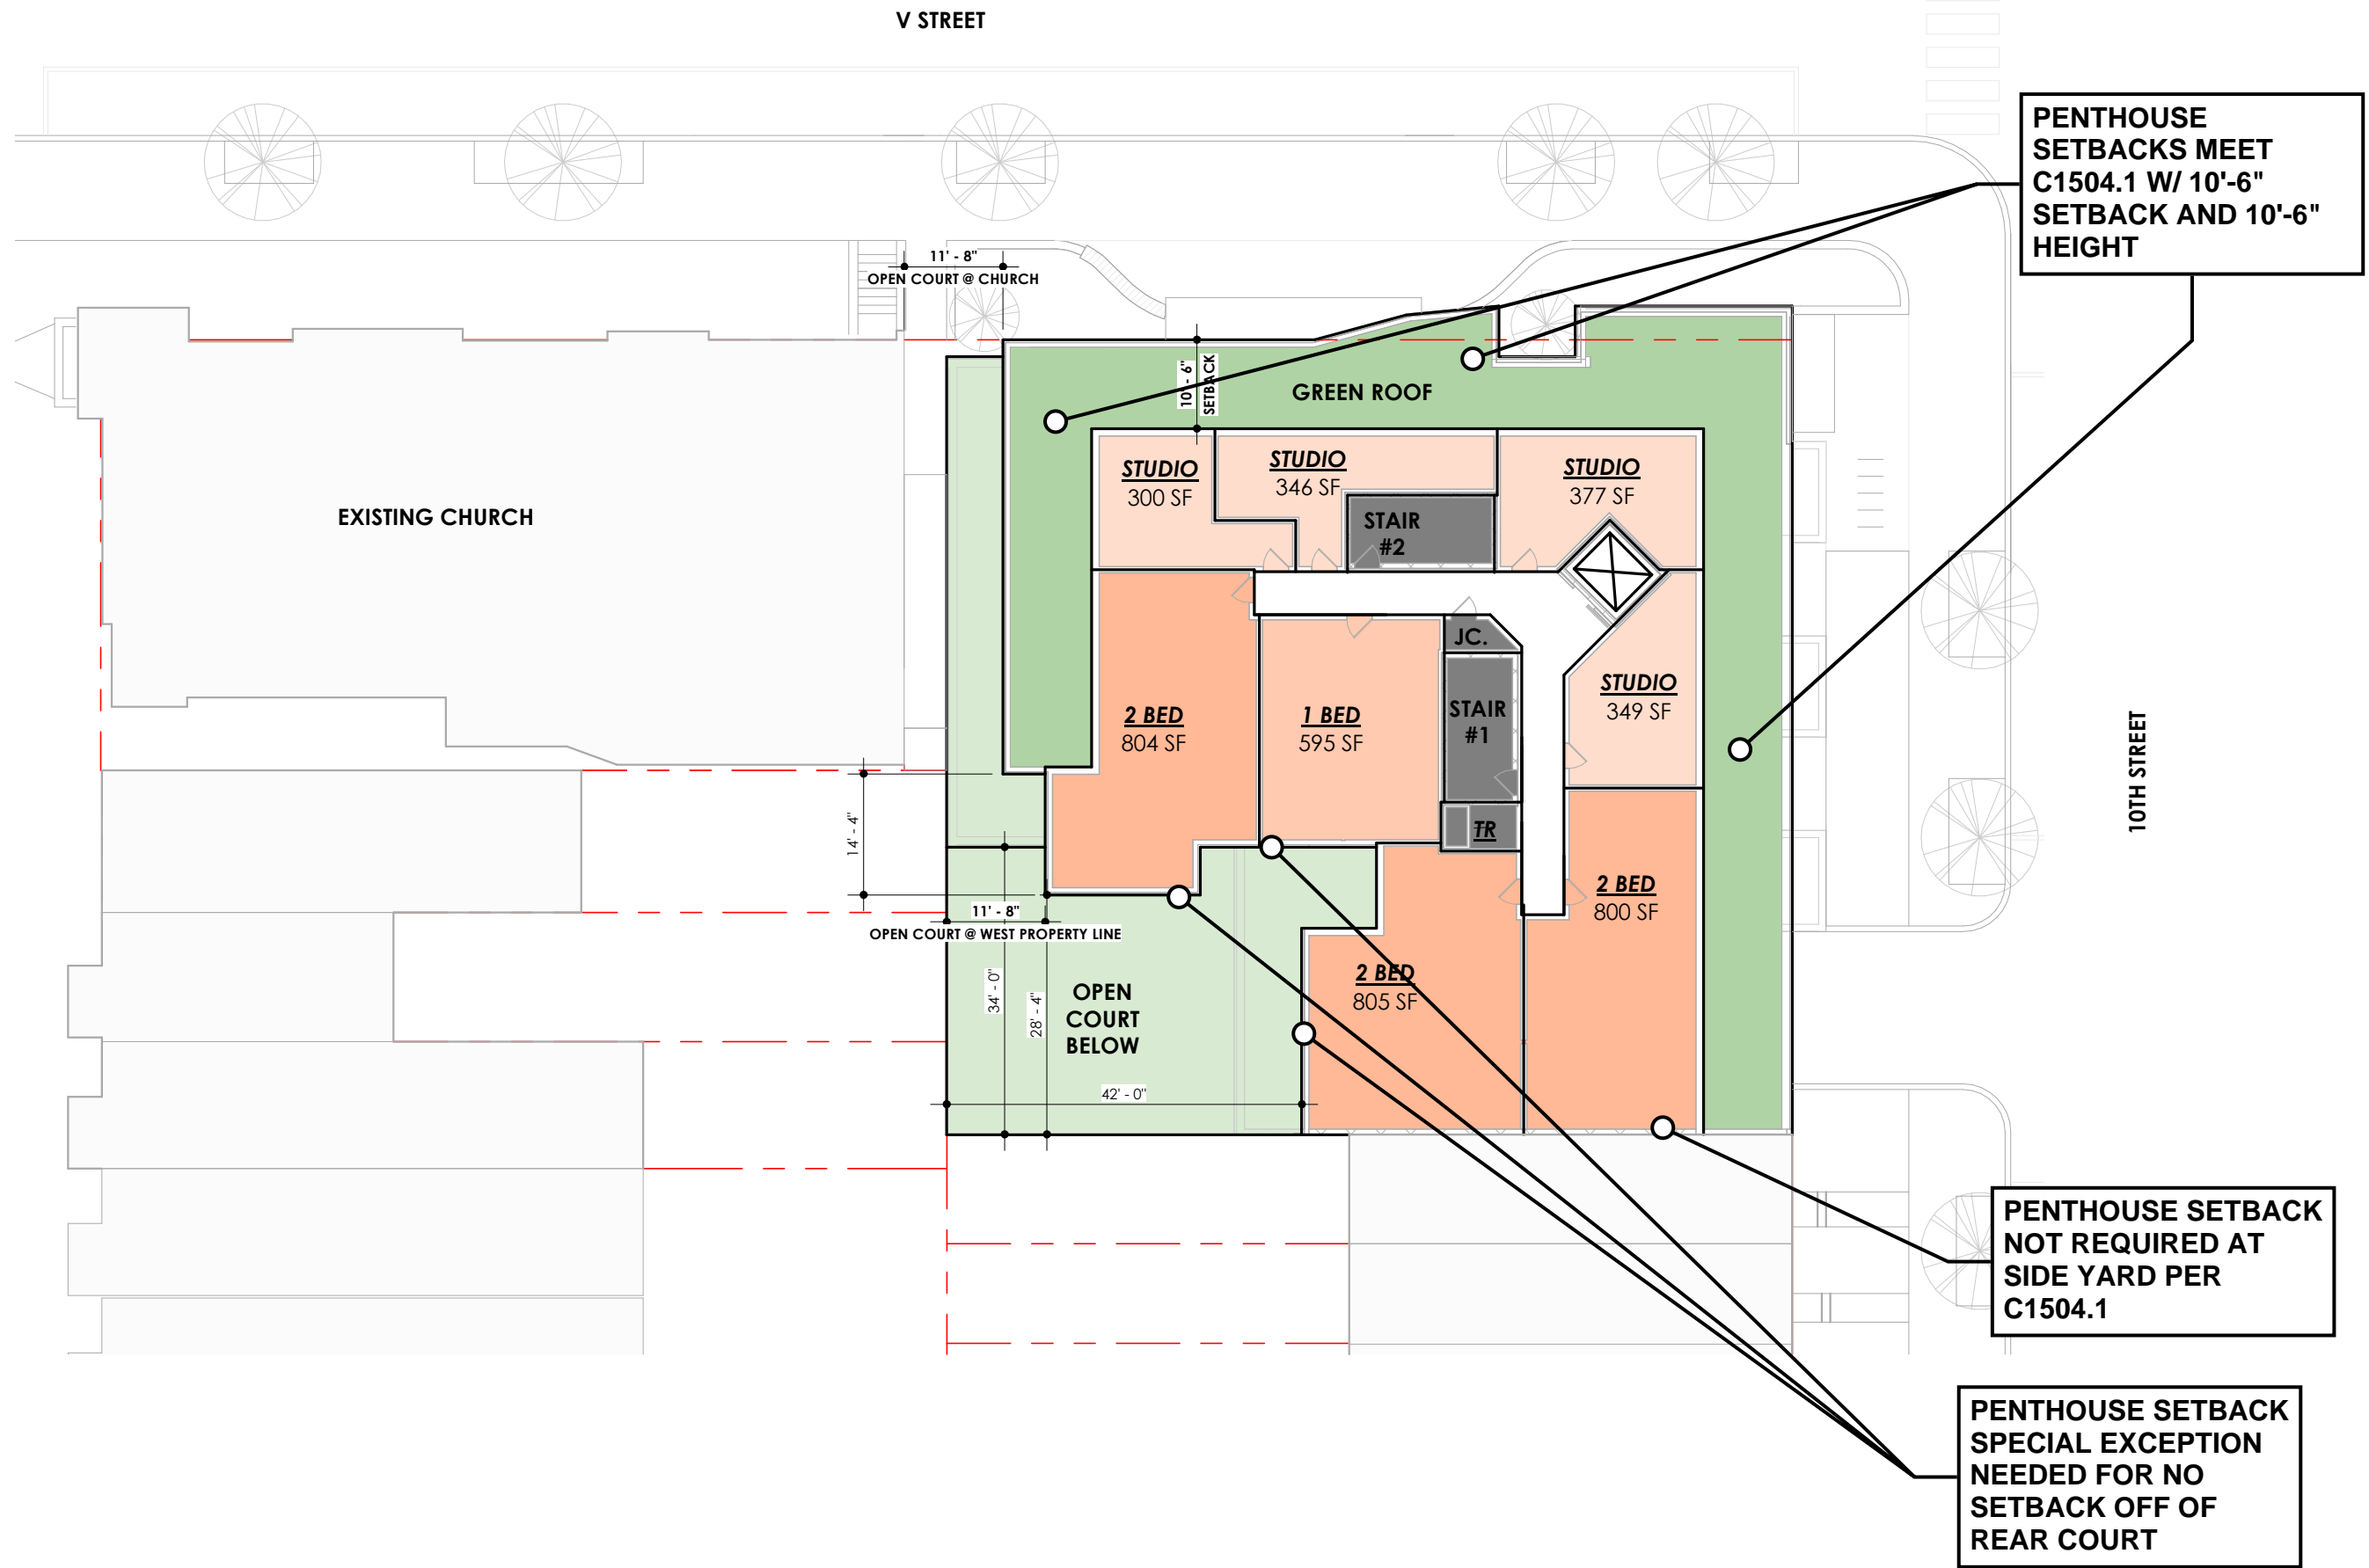 V STREET
PENTHOUSE
SETBACKS MEET
C1504.1 W/ 10'-6"
SETBACK AND 10'-6"
HEIGHT
11' - 8"
OPEN COURT @ CHURCH
10' - 6"
SETBACK
GREEN ROOF
STUDIO
300 SF
STUDIO
346 SF
STUDIO
377 SF
EXISTING CHURCH
STAIR
#2
JC.
2 BED
804 SF
1 BED
595 SF
STAIR
#1
STUDIO
349 SF
10TH STREET
14' - 4"
TR
2 BED
800 SF
11' - 8"
OPEN COURT @ WEST PROPERTY LINE
34' - 0"
28' - 4"
OPEN
COURT
BELOW
2 BED
805 SF
42' - 0"
PENTHOUSE SETBACK
NOT REQUIRED AT
SIDE YARD PER
C1504.1
PENTHOUSE SETBACK
SPECIAL EXCEPTION
NEEDED FOR NO
SETBACK OFF OF
REAR COURT